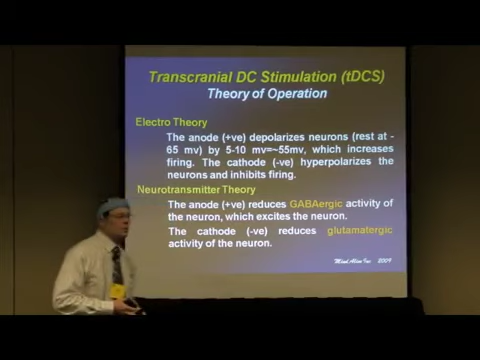 Transcranial DC Stimulation (tDCS)
Theory of Operation
Electro Theory
The anode (+ve) depolarizes neurons (rest at -
65 mv) by 5-10 mv=~55mv, which increases
firing. The cathode (-ve) hyperpolarizes the
neurons and inhibits firing.
Neurotransmitter Theory
The anode (+ve) reduces GABAergic activity of
the neuron, which excites the neuron.
The cathode (-ve) reduces glutamatergic
activity of the neuron.
Mind Alive Inc. 2009